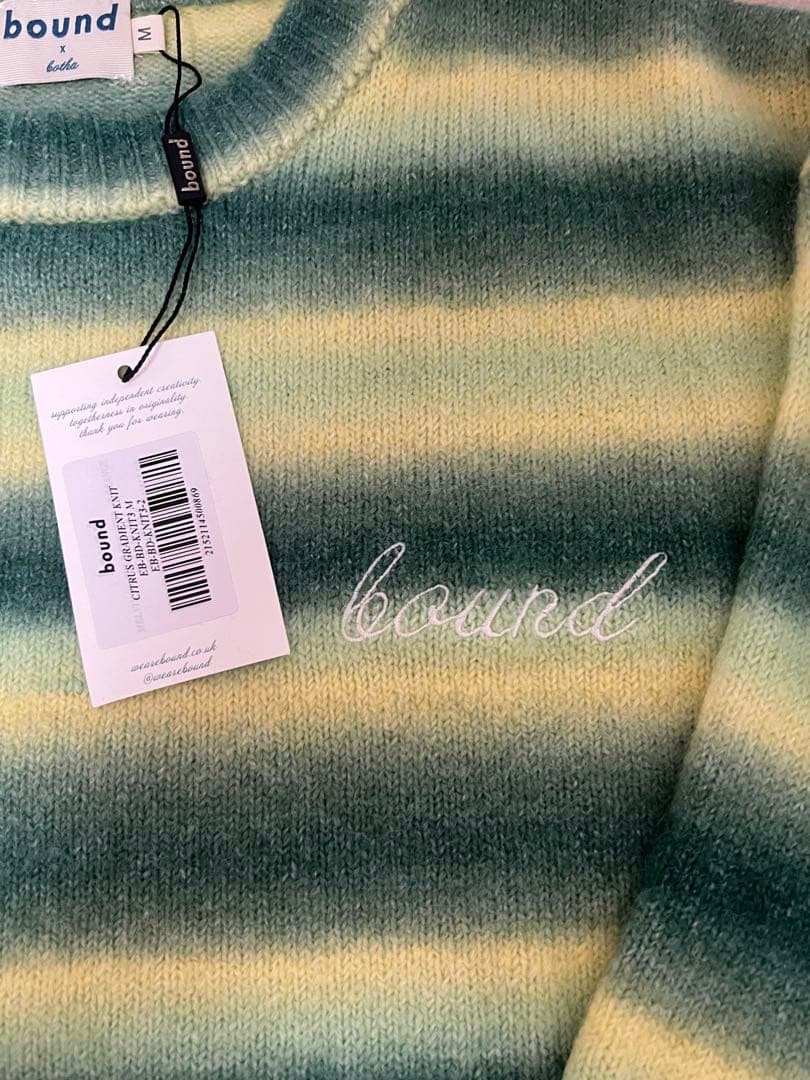 bound
x
botha
M
bound
supporting independent creativity.
togetherness in originality.
thank you for wearing.
bound
CITRUS GRADIENT KNIT
EB-BD-KNIT3 M
EB-BD-KNIT3-2
2152114500869
wearebound.co.uk
@wearebound
bound